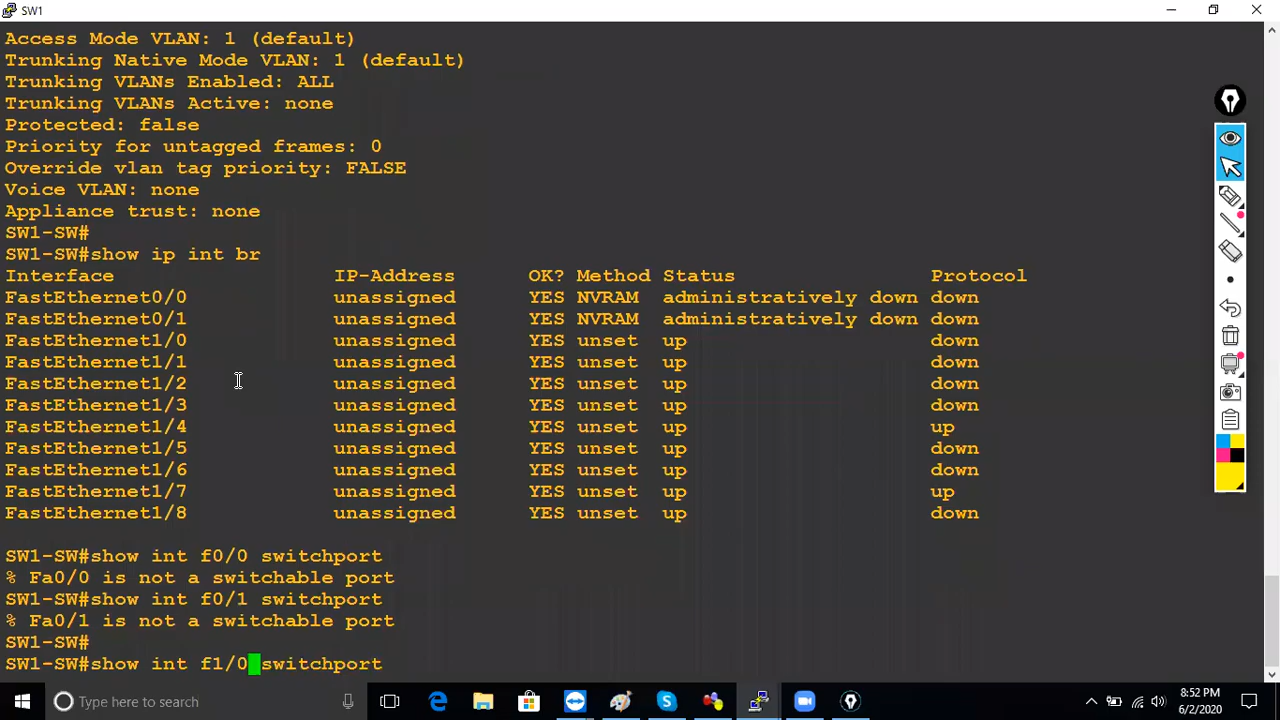 SW1
Access Mode VLAN: 1 (default)
Trunking Native Mode VLAN: 1 (default)
Trunking VLANs Enabled: ALL
Trunking VLANs Active: none
Protected: false
Priority for untagged frames: 0
Override vlan tag priority: FALSE
Voice VLAN: none
Appliance trust: none
SW1-SW#
SW1-SW#show ip int br
Interface IP-Address OK? Method Status Protocol
FastEthernet0/0 unassigned YES NVRAM administratively down down
FastEthernet0/1 unassigned YES NVRAM administratively down down
FastEthernet1/0 unassigned YES unset up down
FastEthernet1/1 unassigned YES unset up down
FastEthernet1/2 unassigned YES unset up down
FastEthernet1/3 unassigned YES unset up down
FastEthernet1/4 unassigned YES unset up up
FastEthernet1/5 unassigned YES unset up down
FastEthernet1/6 unassigned YES unset up down
FastEthernet1/7 unassigned YES unset up up
FastEthernet1/8 unassigned YES unset up down
SW1-SW#show int f0/0 switchport
% Fa0/0 is not a switchable port
SW1-SW#show int f0/1 switchport
% Fa0/1 is not a switchable port
SW1-SW#
SW1-SW#show int f1/0 switchport
Type here to search
8:52 PM
6/2/2020